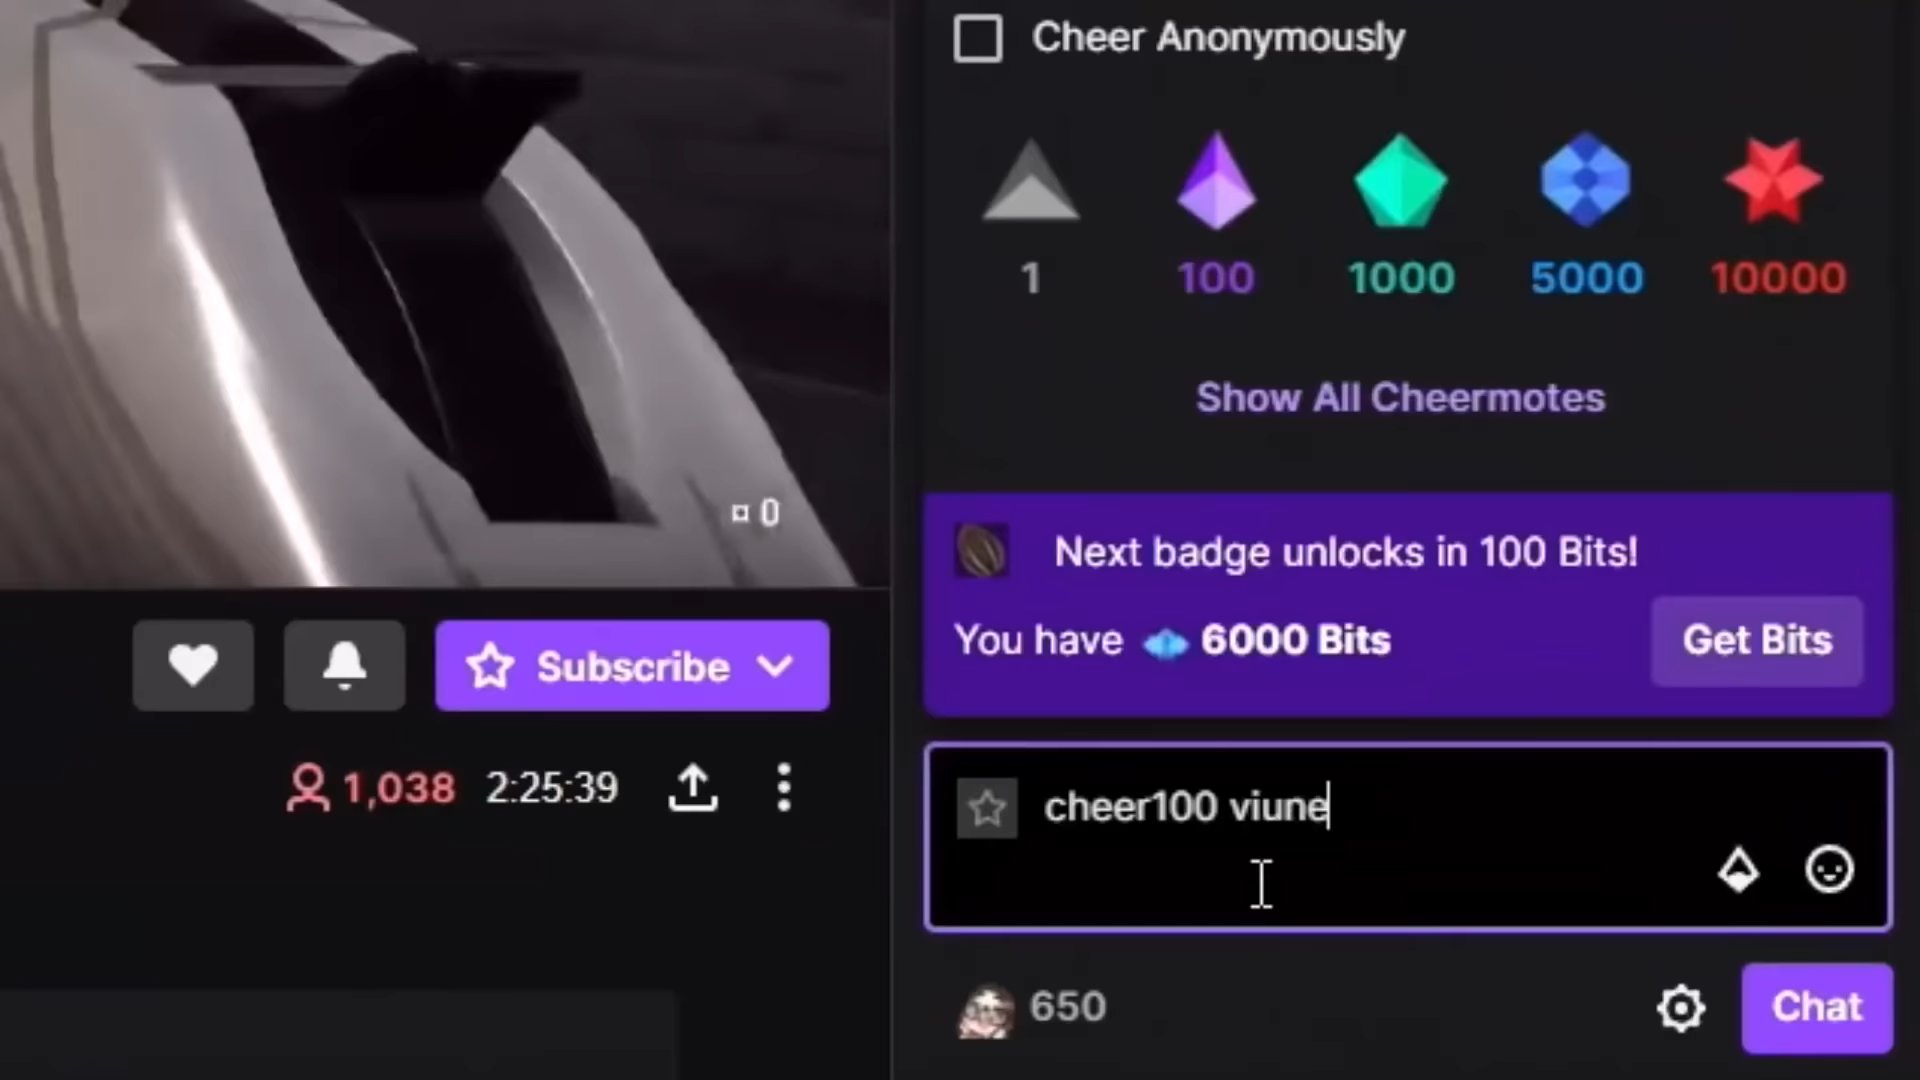 Cheer Anonymously
1 100 1000 5000 10000
Show All Cheermotes
¤ 0
Next badge unlocks in 100 Bits!
You have 6000 Bits
Get Bits
Subscribe
1,038 2:25:39
cheer100 viune
650
Chat